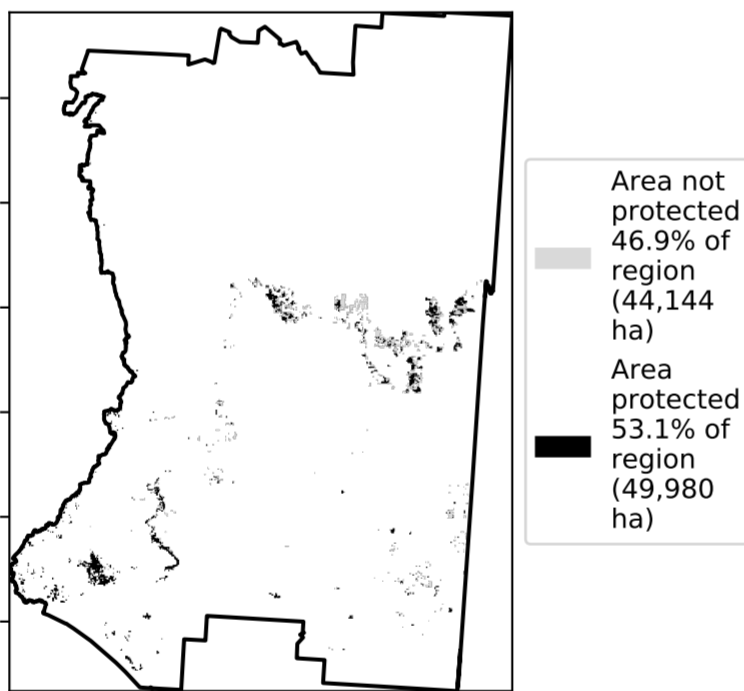 Area not
protected
46.9% of
region
(44,144
ha)
Area
protected
53.1% of
region
(49,980
ha)